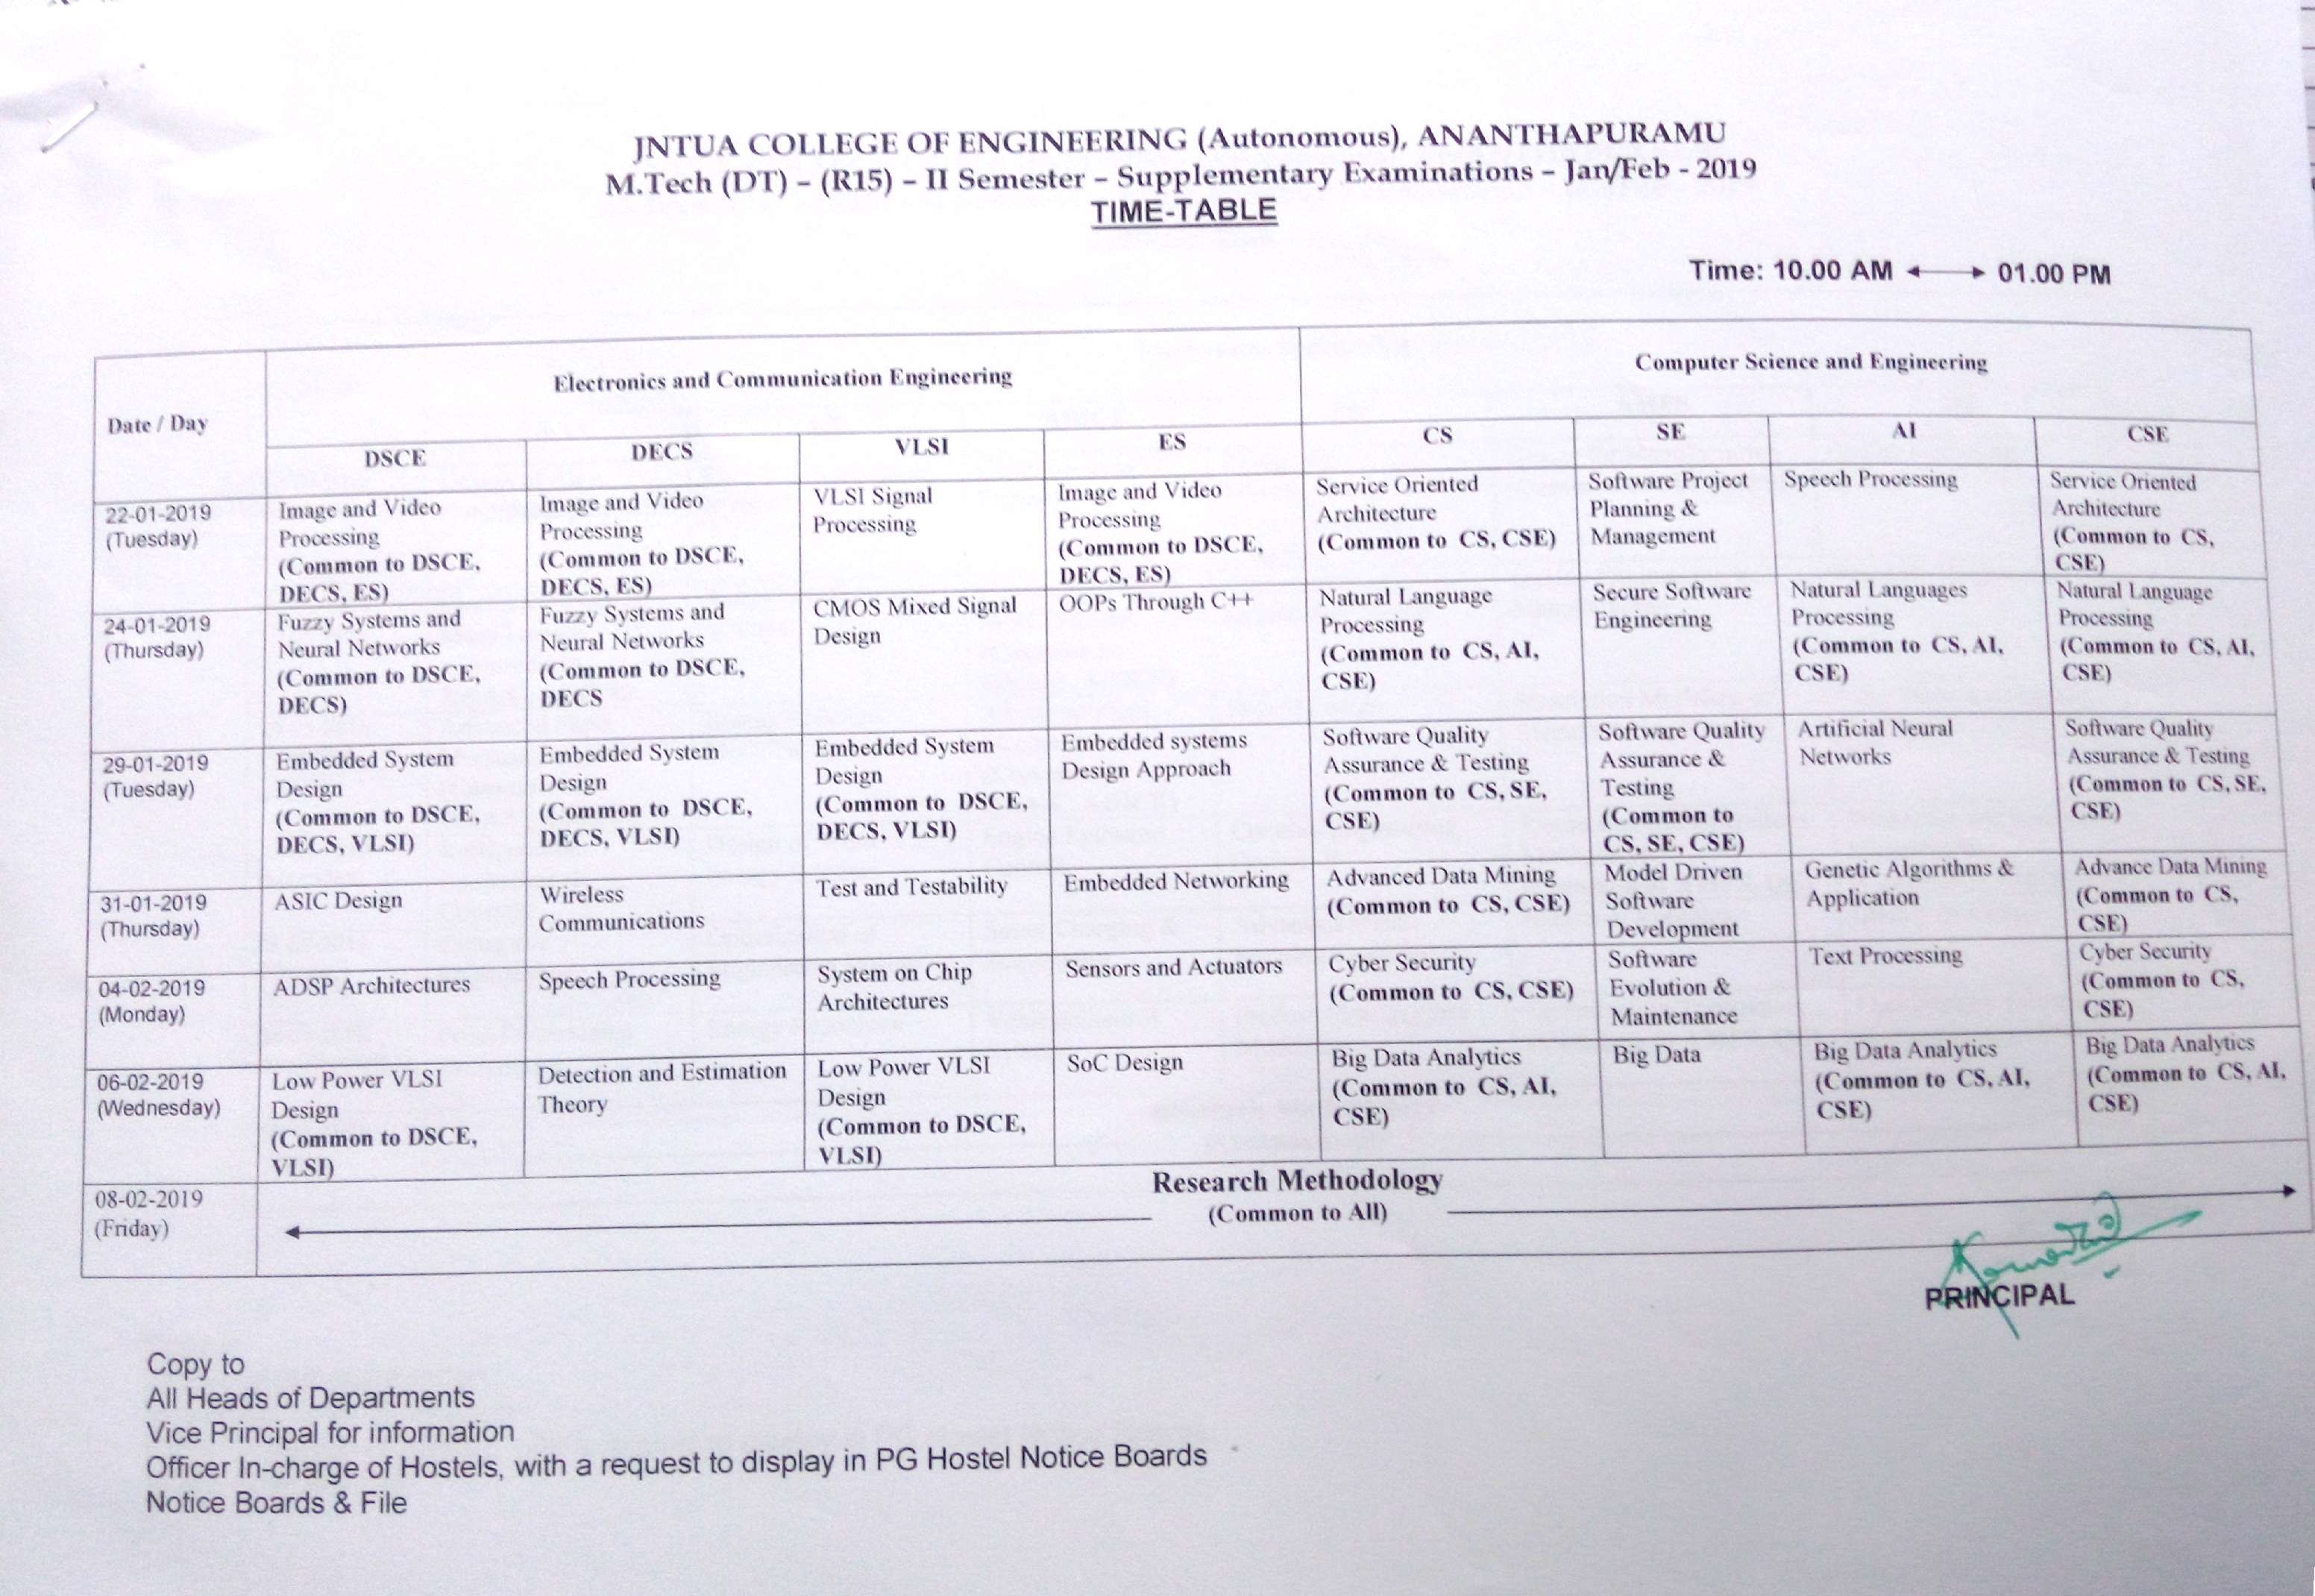 JNTUA COLLEGE OF ENGINEERING (Autonomous), ANANTHAPURAMU
M.Tech (DT) – (R15) – II Semester – Supplementary Examinations – Jan/Feb - 2019
TIME-TABLE
Time: 10.00 AM ←→ 01.00 PM
Date / Day
Electronics and Communication Engineering
Computer Science and Engineering
DSCE
DECS
VLSI
ES
CS
SE
AI
CSE
22-01-2019
(Tuesday)
Image and Video
Processing
(Common to DSCE,
DECS, ES)
Image and Video
Processing
(Common to DSCE,
DECS, ES)
VLSI Signal
Processing
Image and Video
Processing
(Common to DSCE,
DECS, ES)
Service Oriented
Architecture
(Common to CS, CSE)
Software Project
Planning &
Management
Speech Processing
Service Oriented
Architecture
(Common to CS,
CSE)
24-01-2019
(Thursday)
Fuzzy Systems and
Neural Networks
(Common to DSCE,
DECS)
Fuzzy Systems and
Neural Networks
(Common to DSCE,
DECS
CMOS Mixed Signal
Design
OOPs Through C++
Natural Language
Processing
(Common to CS, AI,
CSE)
Secure Software
Engineering
Natural Languages
Processing
(Common to CS, AI,
CSE)
Natural Language
Processing
(Common to CS, AI,
CSE)
29-01-2019
(Tuesday)
Embedded System
Design
(Common to DSCE,
DECS, VLSI)
Embedded System
Design
(Common to DSCE,
DECS, VLSI)
Embedded System
Design
(Common to DSCE,
DECS, VLSI)
Embedded systems
Design Approach
Software Quality
Assurance & Testing
(Common to CS, SE,
CSE)
Software Quality
Assurance &
Testing
(Common to
CS, SE, CSE)
Artificial Neural
Networks
Software Quality
Assurance & Testing
(Common to CS, SE,
CSE)
31-01-2019
(Thursday)
ASIC Design
Wireless
Communications
Test and Testability
Embedded Networking
Advanced Data Mining
(Common to CS, CSE)
Model Driven
Software
Development
Genetic Algorithms &
Application
Advance Data Mining
(Common to CS,
CSE)
04-02-2019
(Monday)
ADSP Architectures
Speech Processing
System on Chip
Architectures
Sensors and Actuators
Cyber Security
(Common to CS, CSE)
Software
Evolution &
Maintenance
Text Processing
Cyber Security
(Common to CS,
CSE)
06-02-2019
(Wednesday)
Low Power VLSI
Design
(Common to DSCE,
VLSI)
Detection and Estimation
Theory
Low Power VLSI
Design
(Common to DSCE,
VLSI)
SoC Design
Big Data Analytics
(Common to CS, AI,
CSE)
Big Data
Big Data Analytics
(Common to CS, AI,
CSE)
Big Data Analytics
(Common to CS, AI,
CSE)
08-02-2019
(Friday)
Research Methodology
(Common to All)
PRINCIPAL
Copy to
All Heads of Departments
Vice Principal for information
Officer In-charge of Hostels, with a request to display in PG Hostel Notice Boards
Notice Boards & File